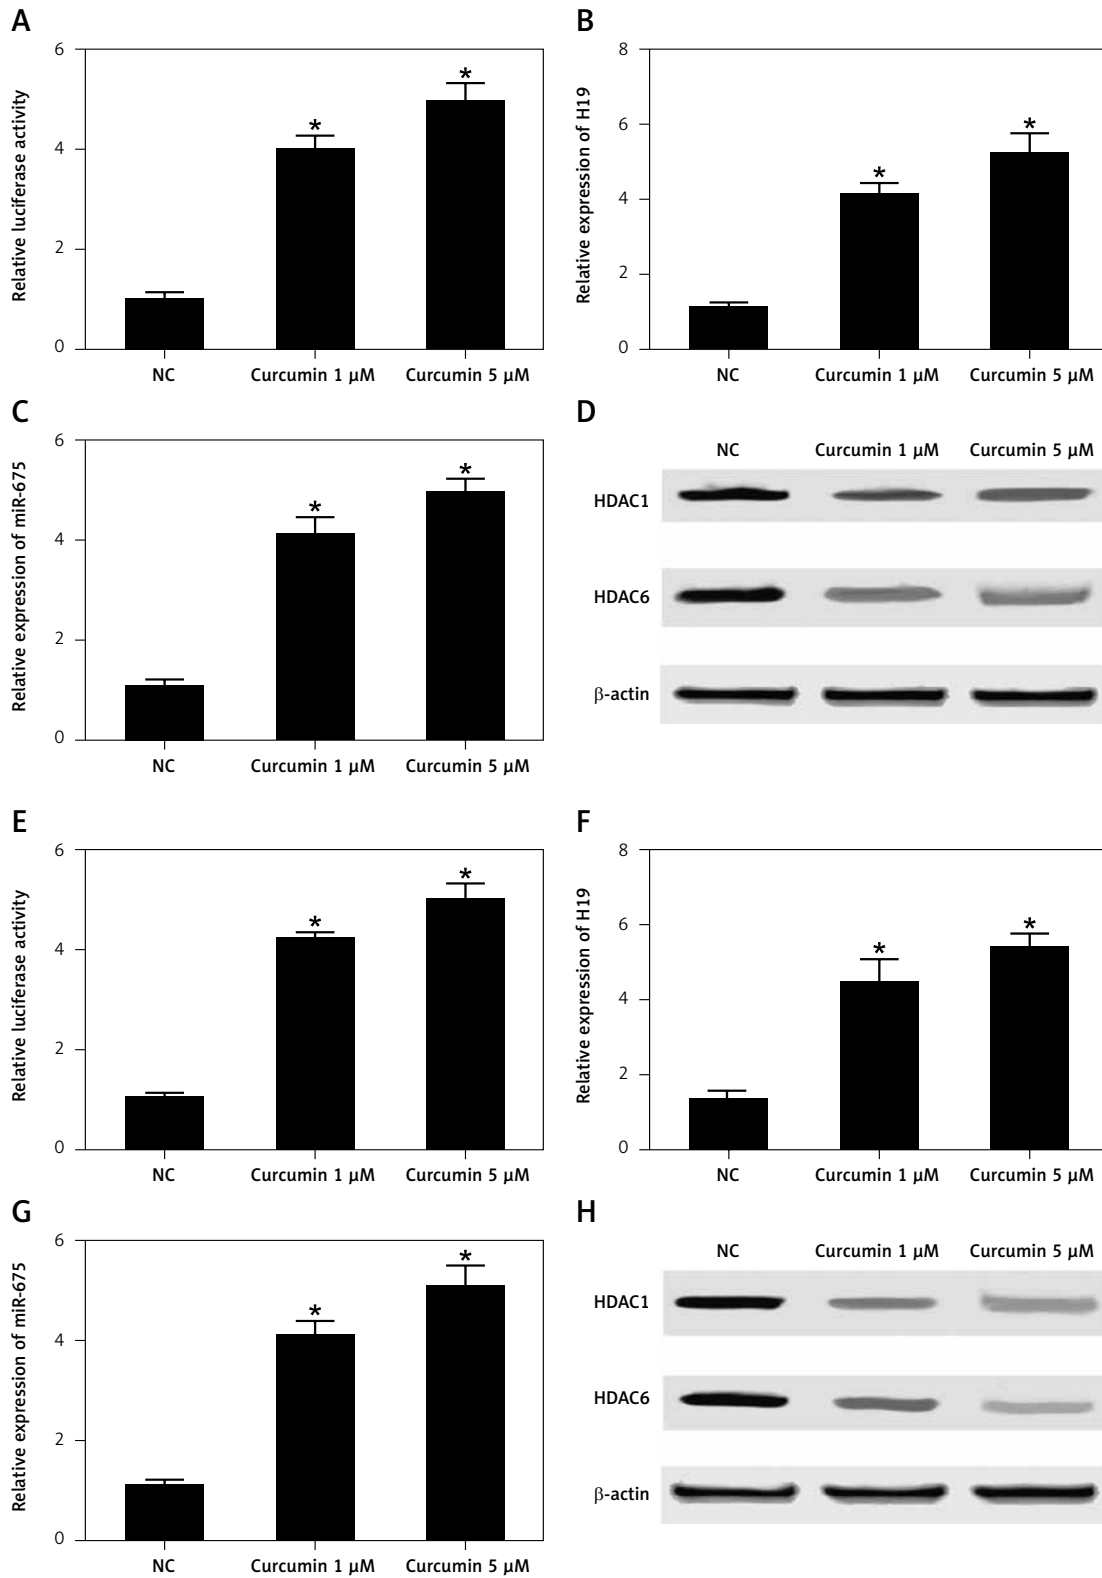 A
Relative luciferase activity
6
4
2
0
*
*
NC
Curcumin 1 µM
Curcumin 5 µM
B
Relative expression of H19
8
6
4
2
0
*
*
NC
Curcumin 1 µM
Curcumin 5 µM
C
Relative expression of miR-675
6
4
2
0
*
*
NC
Curcumin 1 µM
Curcumin 5 µM
D
NC
Curcumin 1 µM
Curcumin 5 µM
HDAC1
HDAC6
β-actin
E
Relative luciferase activity
6
4
2
0
*
*
NC
Curcumin 1 µM
Curcumin 5 µM
F
Relative expression of H19
8
6
4
2
0
*
*
NC
Curcumin 1 µM
Curcumin 5 µM
G
Relative expression of miR-675
6
4
2
0
*
*
NC
Curcumin 1 µM
Curcumin 5 µM
H
NC
Curcumin 1 µM
Curcumin 5 µM
HDAC1
HDAC6
β-actin